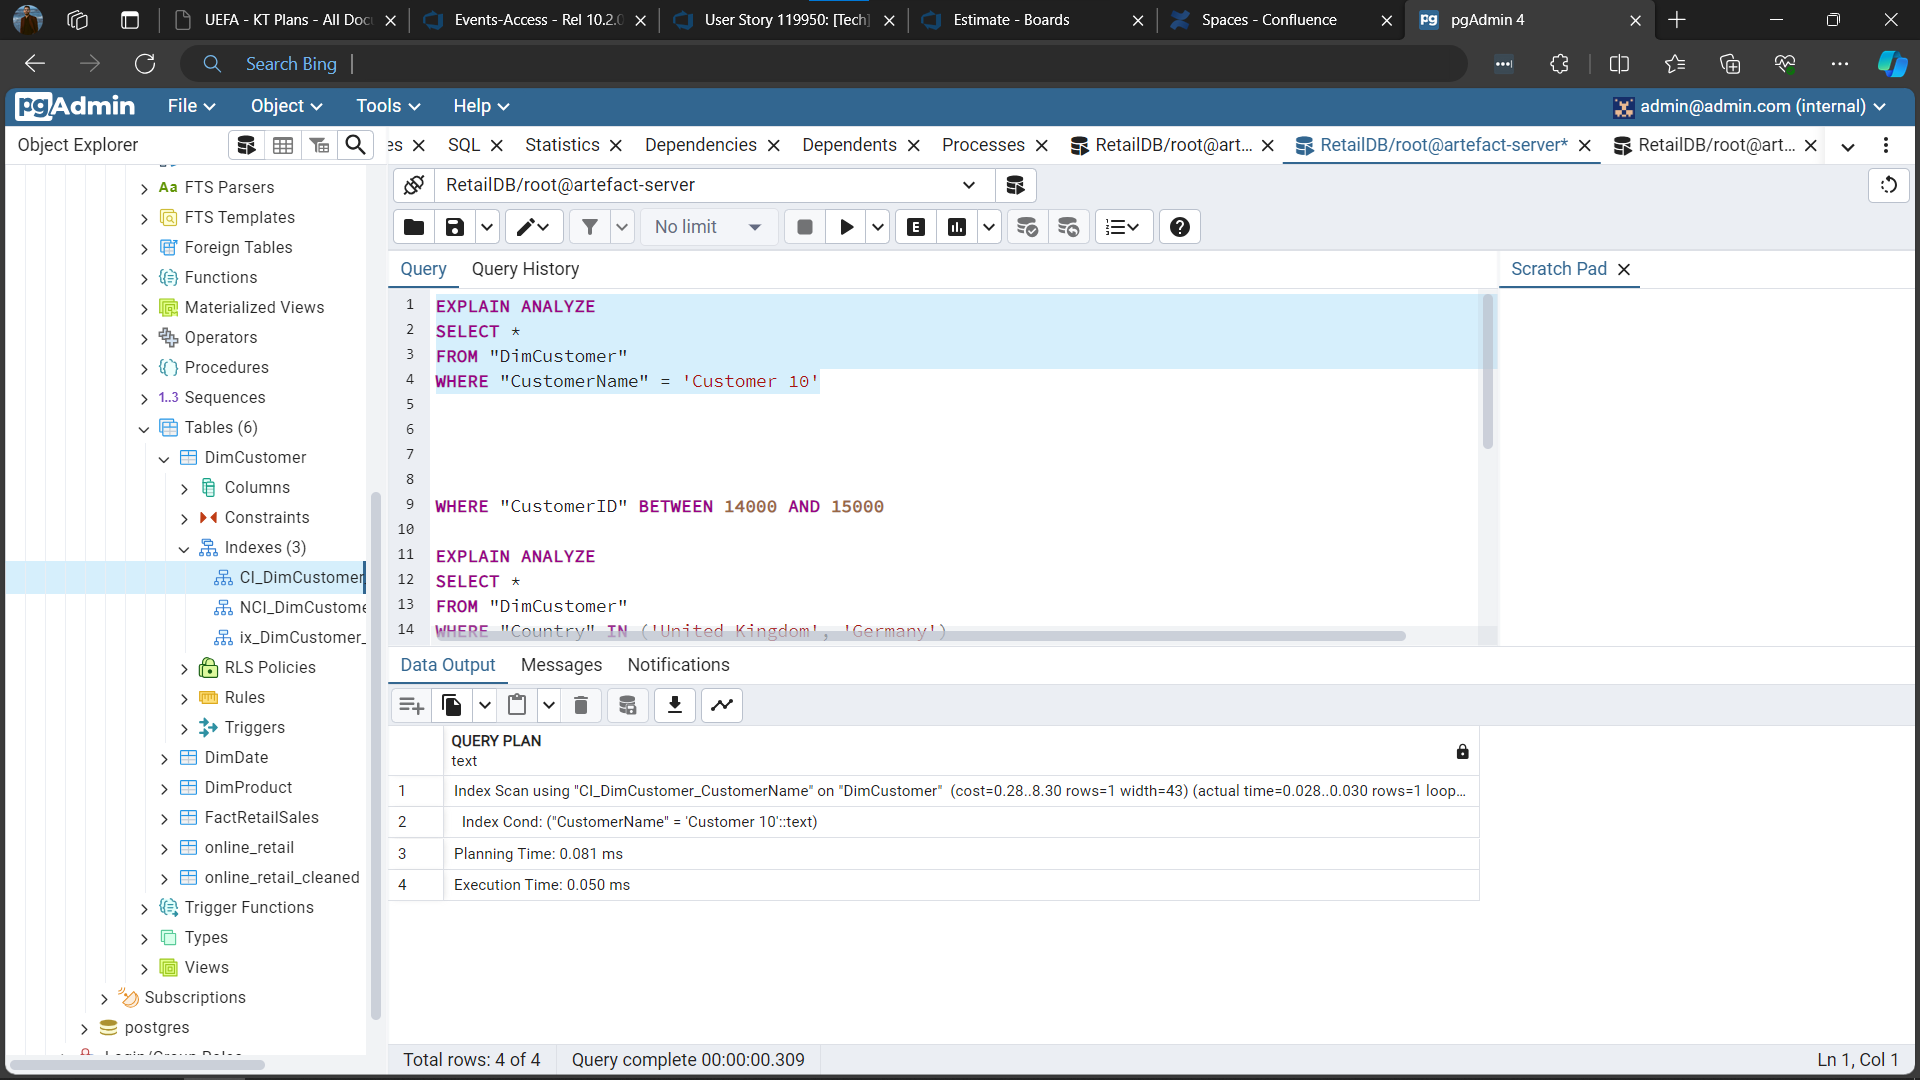 UEFA - KT Plans - All Doc
Events-Access - Rel 10.2.0
User Story 119950: [Tech]
Estimate - Boards
Spaces - Confluence
pgAdmin 4
Search Bing
pgAdmin
File
Object
Tools
Help
admin@admin.com (internal)
Object Explorer
es
SQL
Statistics
Dependencies
Dependents
Processes
RetailDB/root@art...
RetailDB/root@artefact-server*
RetailDB/root@art...
FTS Parsers
FTS Templates
Foreign Tables
Functions
Materialized Views
Operators
Procedures
1..3 Sequences
Tables (6)
DimCustomer
Columns
Constraints
Indexes (3)
CI_DimCustomer
NCI_DimCustome
ix_DimCustomer_
RLS Policies
Rules
Triggers
DimDate
DimProduct
FactRetailSales
online_retail
online_retail_cleaned
Trigger Functions
Types
Views
Subscriptions
postgres
RetailDB/root@artefact-server
No limit
E
Query
Query History
Scratch Pad
1 EXPLAIN ANALYZE
2 SELECT *
3 FROM "DimCustomer"
4 WHERE "CustomerName" = 'Customer 10'
5
6
7
8
9 WHERE "CustomerID" BETWEEN 14000 AND 15000
10
11 EXPLAIN ANALYZE
12 SELECT *
13 FROM "DimCustomer"
14 WHERE "Country" IN ('United Kingdom', 'Germany')
Data Output
Messages
Notifications
QUERY PLAN
text
1 Index Scan using "CI_DimCustomer_CustomerName" on "DimCustomer" (cost=0.28..8.30 rows=1 width=43) (actual time=0.028..0.030 rows=1 loop...
2 Index Cond: ("CustomerName" = 'Customer 10'::text)
3 Planning Time: 0.081 ms
4 Execution Time: 0.050 ms
Total rows: 4 of 4
Query complete 00:00:00.309
Ln 1, Col 1